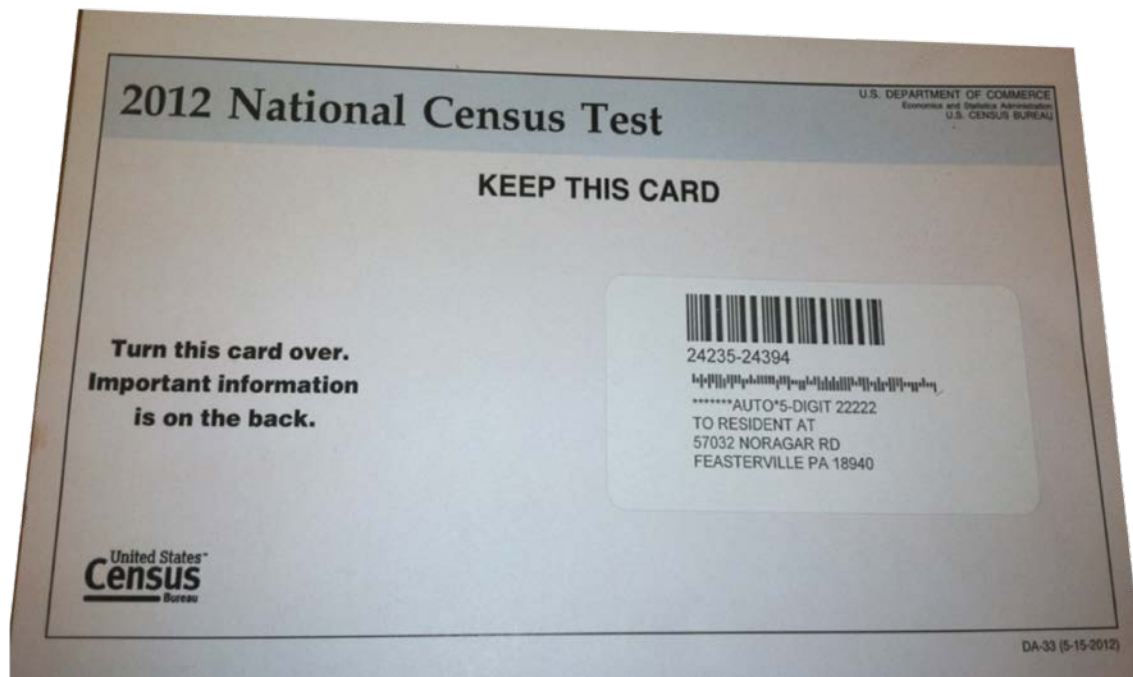 2012 National Census Test
U.S. DEPARTMENT OF COMMERCE
Economics and Statistics Administration
U.S. CENSUS BUREAU
KEEP THIS CARD
Turn this card over.
Important information
is on the back.
24235-24394
*******AUTO*5-DIGIT 22222
TO RESIDENT AT
57032 NORAGAR RD
FEASTERVILLE PA 18940
United States™
Census
Bureau
DA-33 (5-15-2012)